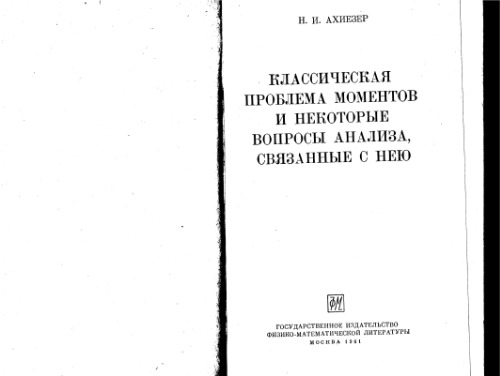 Н. И. АХИЕЗЕР
КЛАССИЧЕСКАЯ
ПРОБЛЕМА МОМЕНТОВ
И НЕКОТОРЫЕ
ВОПРОСЫ АНАЛИЗА,
СВЯЗАННЫЕ С НЕЮ
ФМ
ГОСУДАРСТВЕННОЕ ИЗДАТЕЛЬСТВО
ФИЗИКО-МАТЕМАТИЧЕСКОЙ ЛИТЕРАТУРЫ
МОСКВА 1961